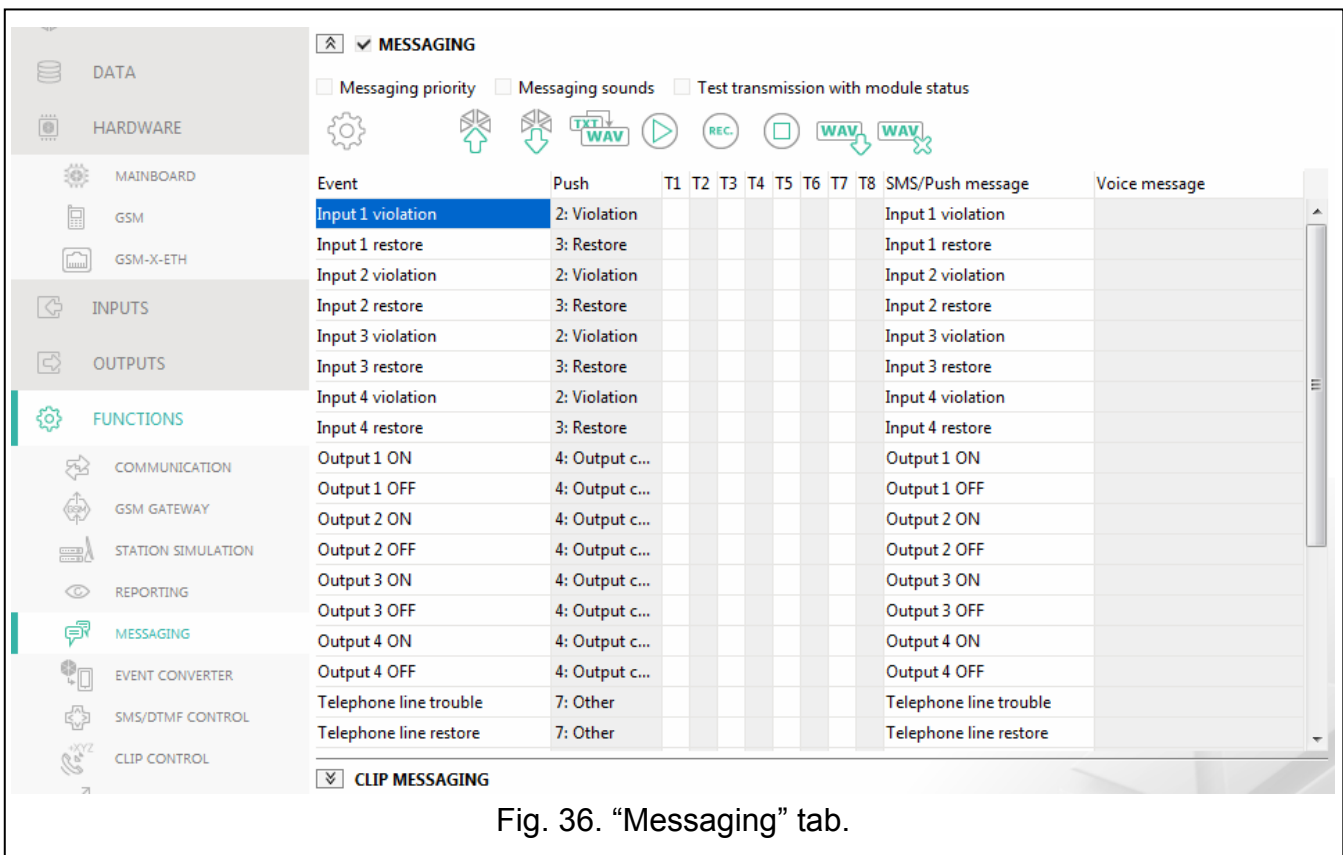 MESSAGING
DATA
Messaging priority Messaging sounds Test transmission with module status
HARDWARE
TXT WAV REC. WAV WAV
MAINBOARD
GSM
GSM-X-ETH
INPUTS
OUTPUTS
FUNCTIONS
COMMUNICATION
GSM
GSM GATEWAY
STATION SIMULATION
REPORTING
MESSAGING
EVENT CONVERTER
SMS/DTMF CONTROL
+XYZ
CLIP CONTROL
Event Push T1 T2 T3 T4 T5 T6 T7 T8 SMS/Push message Voice message
Input 1 violation 2: Violation Input 1 violation
Input 1 restore 3: Restore Input 1 restore
Input 2 violation 2: Violation Input 2 violation
Input 2 restore 3: Restore Input 2 restore
Input 3 violation 2: Violation Input 3 violation
Input 3 restore 3: Restore Input 3 restore
Input 4 violation 2: Violation Input 4 violation
Input 4 restore 3: Restore Input 4 restore
Output 1 ON 4: Output c... Output 1 ON
Output 1 OFF 4: Output c... Output 1 OFF
Output 2 ON 4: Output c... Output 2 ON
Output 2 OFF 4: Output c... Output 2 OFF
Output 3 ON 4: Output c... Output 3 ON
Output 3 OFF 4: Output c... Output 3 OFF
Output 4 ON 4: Output c... Output 4 ON
Output 4 OFF 4: Output c... Output 4 OFF
Telephone line trouble 7: Other Telephone line trouble
Telephone line restore 7: Other Telephone line restore
CLIP MESSAGING
Fig. 36. “Messaging” tab.